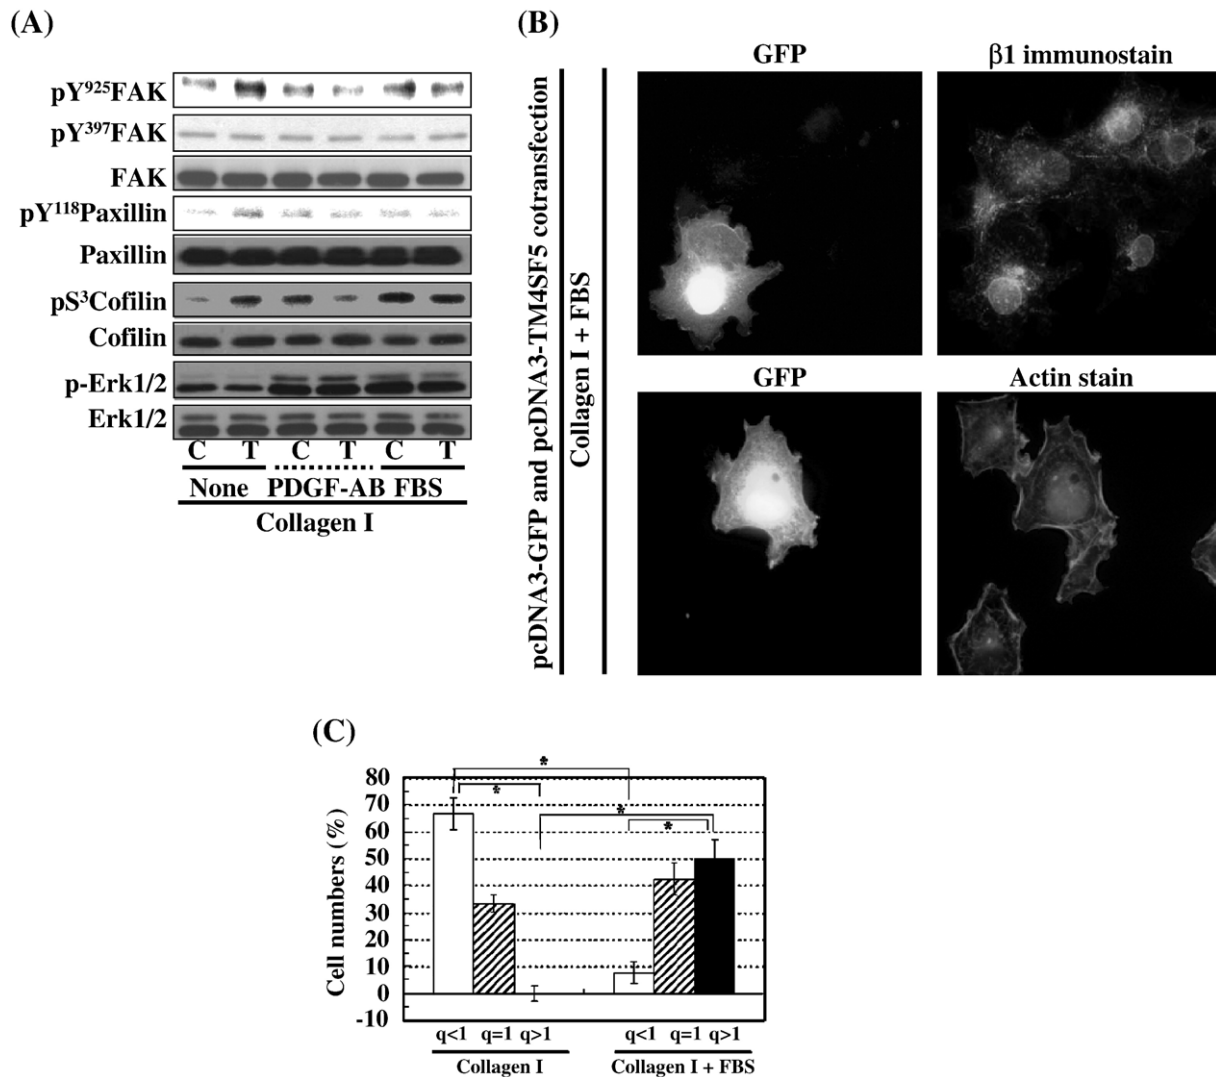 (A)
pY⁹²⁵FAK
pY³⁹⁷FAK
FAK
pY¹¹⁸Paxillin
Paxillin
pS³Cofilin
Cofilin
p-Erk1/2
Erk1/2
C T C T C T
None PDGF-AB FBS
Collagen I
(B)
pcDNA3-GFP and pcDNA3-TM4SF5 cotransfection
Collagen I + FBS
GFP β1 immunostain
GFP Actin stain
(C)
Cell numbers (%)
80
70
60
50
40
30
20
10
0
-10
*
*
*
*
q<1 q=1 q>1 q<1 q=1 q>1
Collagen I Collagen I + FBS